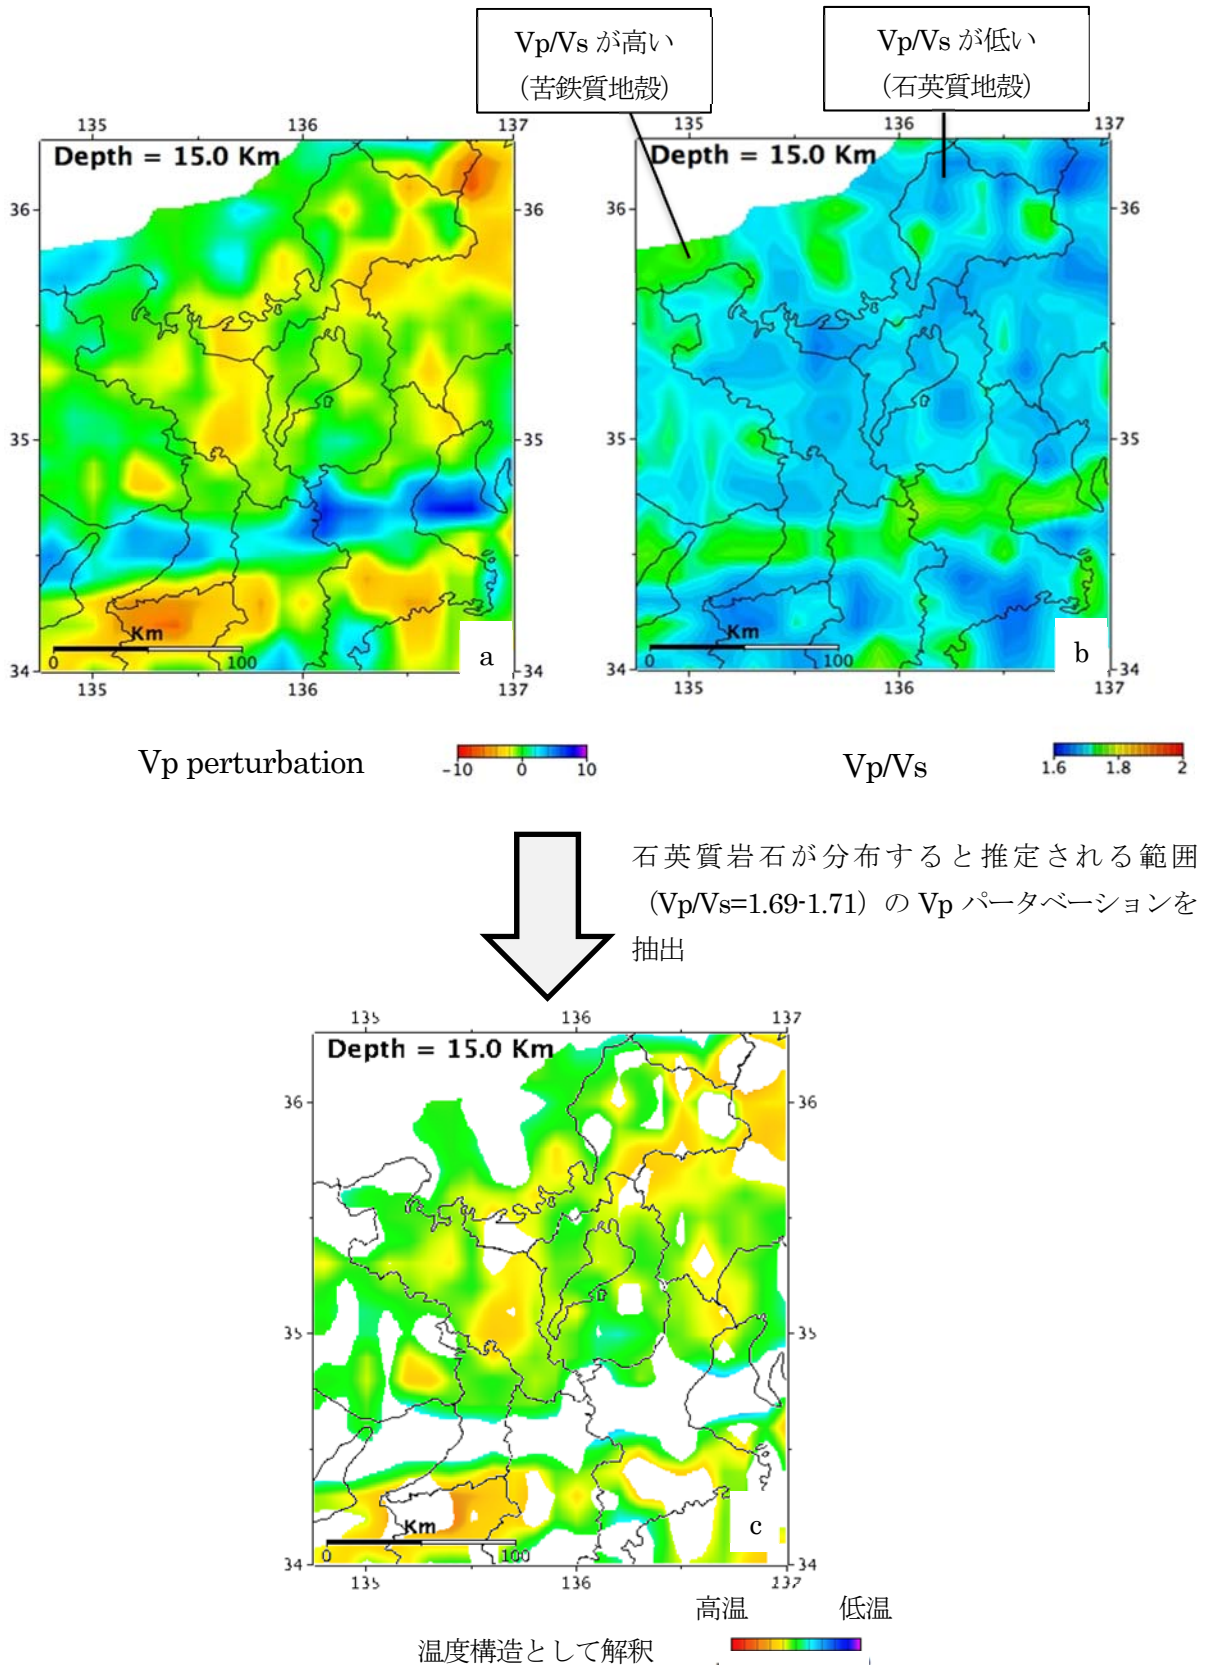 Vp/Vs が高い
（苦鉄質地殻）
Vp/Vs が低い
（石英質地殻）
135 136 137
Depth = 15.0 Km
36 36
35 35
34 34
Km
0 100
a
135 136 137
135 136 137
Depth = 15.0 Km
36 36
35 35
34 34
Km
0 100
b
135 136 137
Vp perturbation
-10 0 10
Vp/Vs
1.6 1.8 2
石英質岩石が分布すると推定される範囲
（Vp/Vs=1.69-1.71）の Vp パータベーションを
抽出
135 136 137
Depth = 15.0 Km
36 36
35 35
34 34
Km
0 100
c
135 136 137
高温 低温
温度構造として解釈